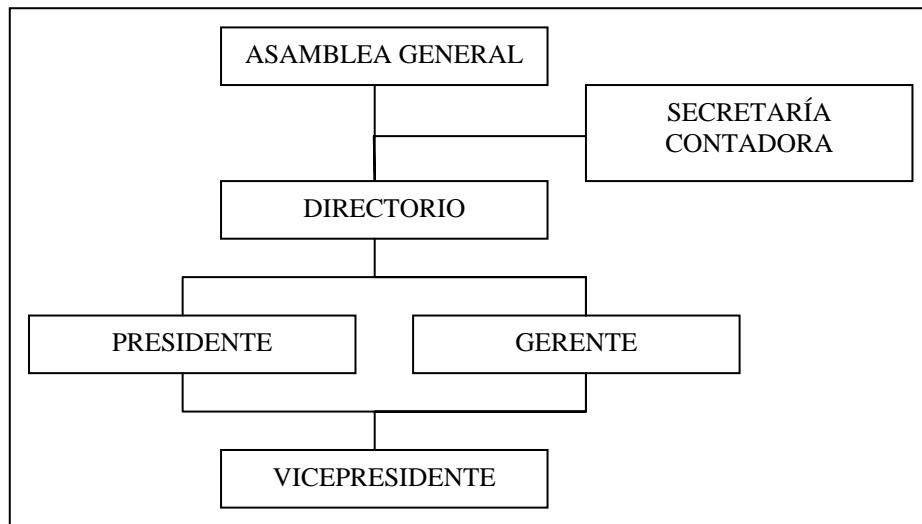 ASAMBLEA GENERAL
SECRETARÍA
CONTADORA
DIRECTORIO
PRESIDENTE
GERENTE
VICEPRESIDENTE